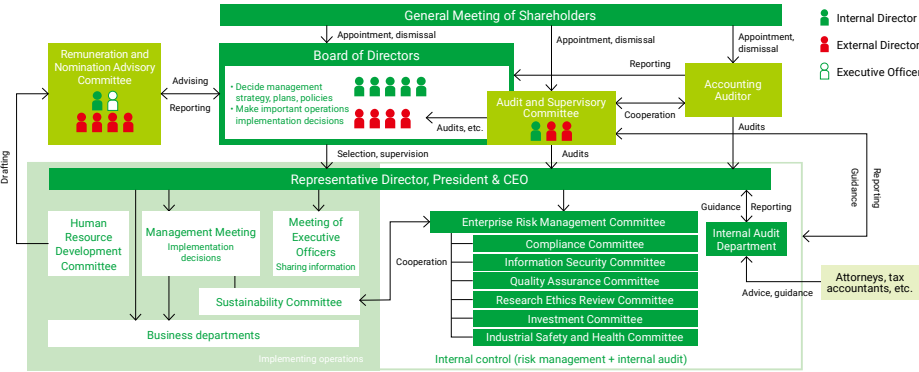 General Meeting of Shareholders
Internal Director
External Director
Executive Officer
Appointment, dismissal
Appointment, dismissal
Appointment,
dismissal
Remuneration and
Nomination Advisory
Committee
Advising
Reporting
Board of Directors
• Decide management
strategy, plans, policies
• Make important operations
implementation decisions
Reporting
Accounting
Auditor
Audit and Supervisory
Committee
Cooperation
Audits, etc.
Selection, supervision
Audits
Audits
Drafting
Guidance
Reporting
Representative Director, President & CEO
Human
Resource
Development
Committee
Management Meeting
Implementation
decisions
Meeting of
Executive
Officers
Sharing information
Cooperation
Enterprise Risk Management Committee
Compliance Committee
Information Security Committee
Quality Assurance Committee
Research Ethics Review Committee
Investment Committee
Industrial Safety and Health Committee
Guidance
Reporting
Internal Audit
Department
Advice, guidance
Attorneys, tax
accountants, etc.
Sustainability Committee
Business departments
Implementing operations
Internal control (risk management + internal audit)